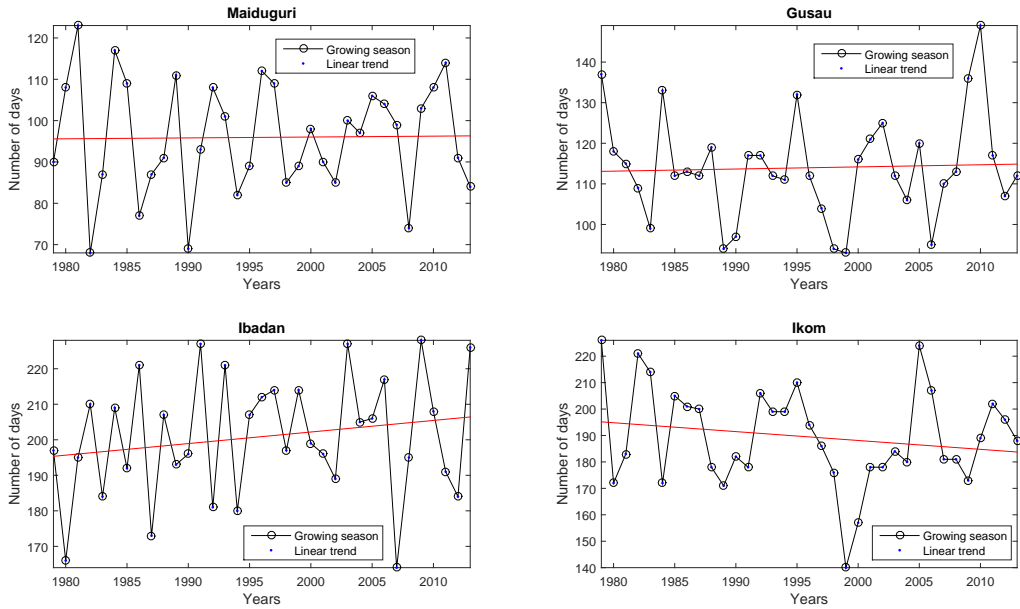 Maiduguri
Number of days
120
110
100
90
80
70
1980 1985 1990 1995 2000 2005 2010
Years
Growing season
Linear trend
Gusau
Number of days
140
130
120
110
100
1980 1985 1990 1995 2000 2005 2010
Years
Growing season
Linear trend
Ibadan
Number of days
220
210
200
190
180
170
1980 1985 1990 1995 2000 2005 2010
Years
Growing season
Linear trend
Ikom
Number of days
220
210
200
190
180
170
160
150
140
1980 1985 1990 1995 2000 2005 2010
Years
Growing season
Linear trend